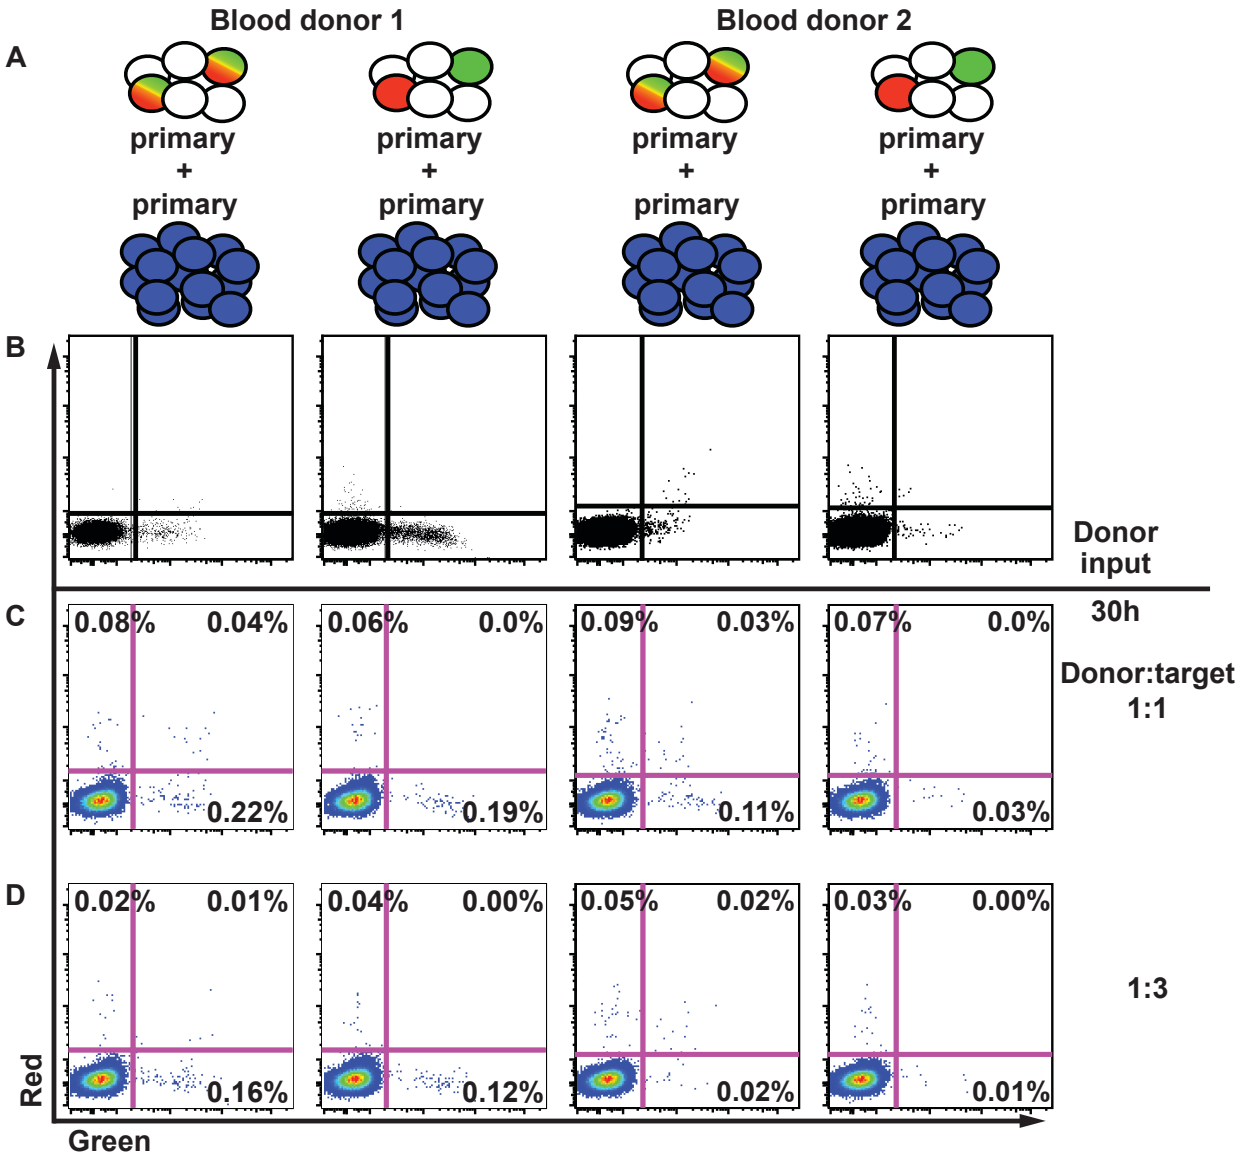 Blood donor 1 Blood donor 2
A
primary primary primary primary
+ + + +
primary primary primary primary
B
Donor
input
C
0.08% 0.04% 0.06% 0.0% 0.09% 0.03% 0.07% 0.0%
30h
Donor:target
1:1
0.22% 0.19% 0.11% 0.03%
D
0.02% 0.01% 0.04% 0.00% 0.05% 0.02% 0.03% 0.00%
1:3
0.16% 0.12% 0.02% 0.01%
Red
Green